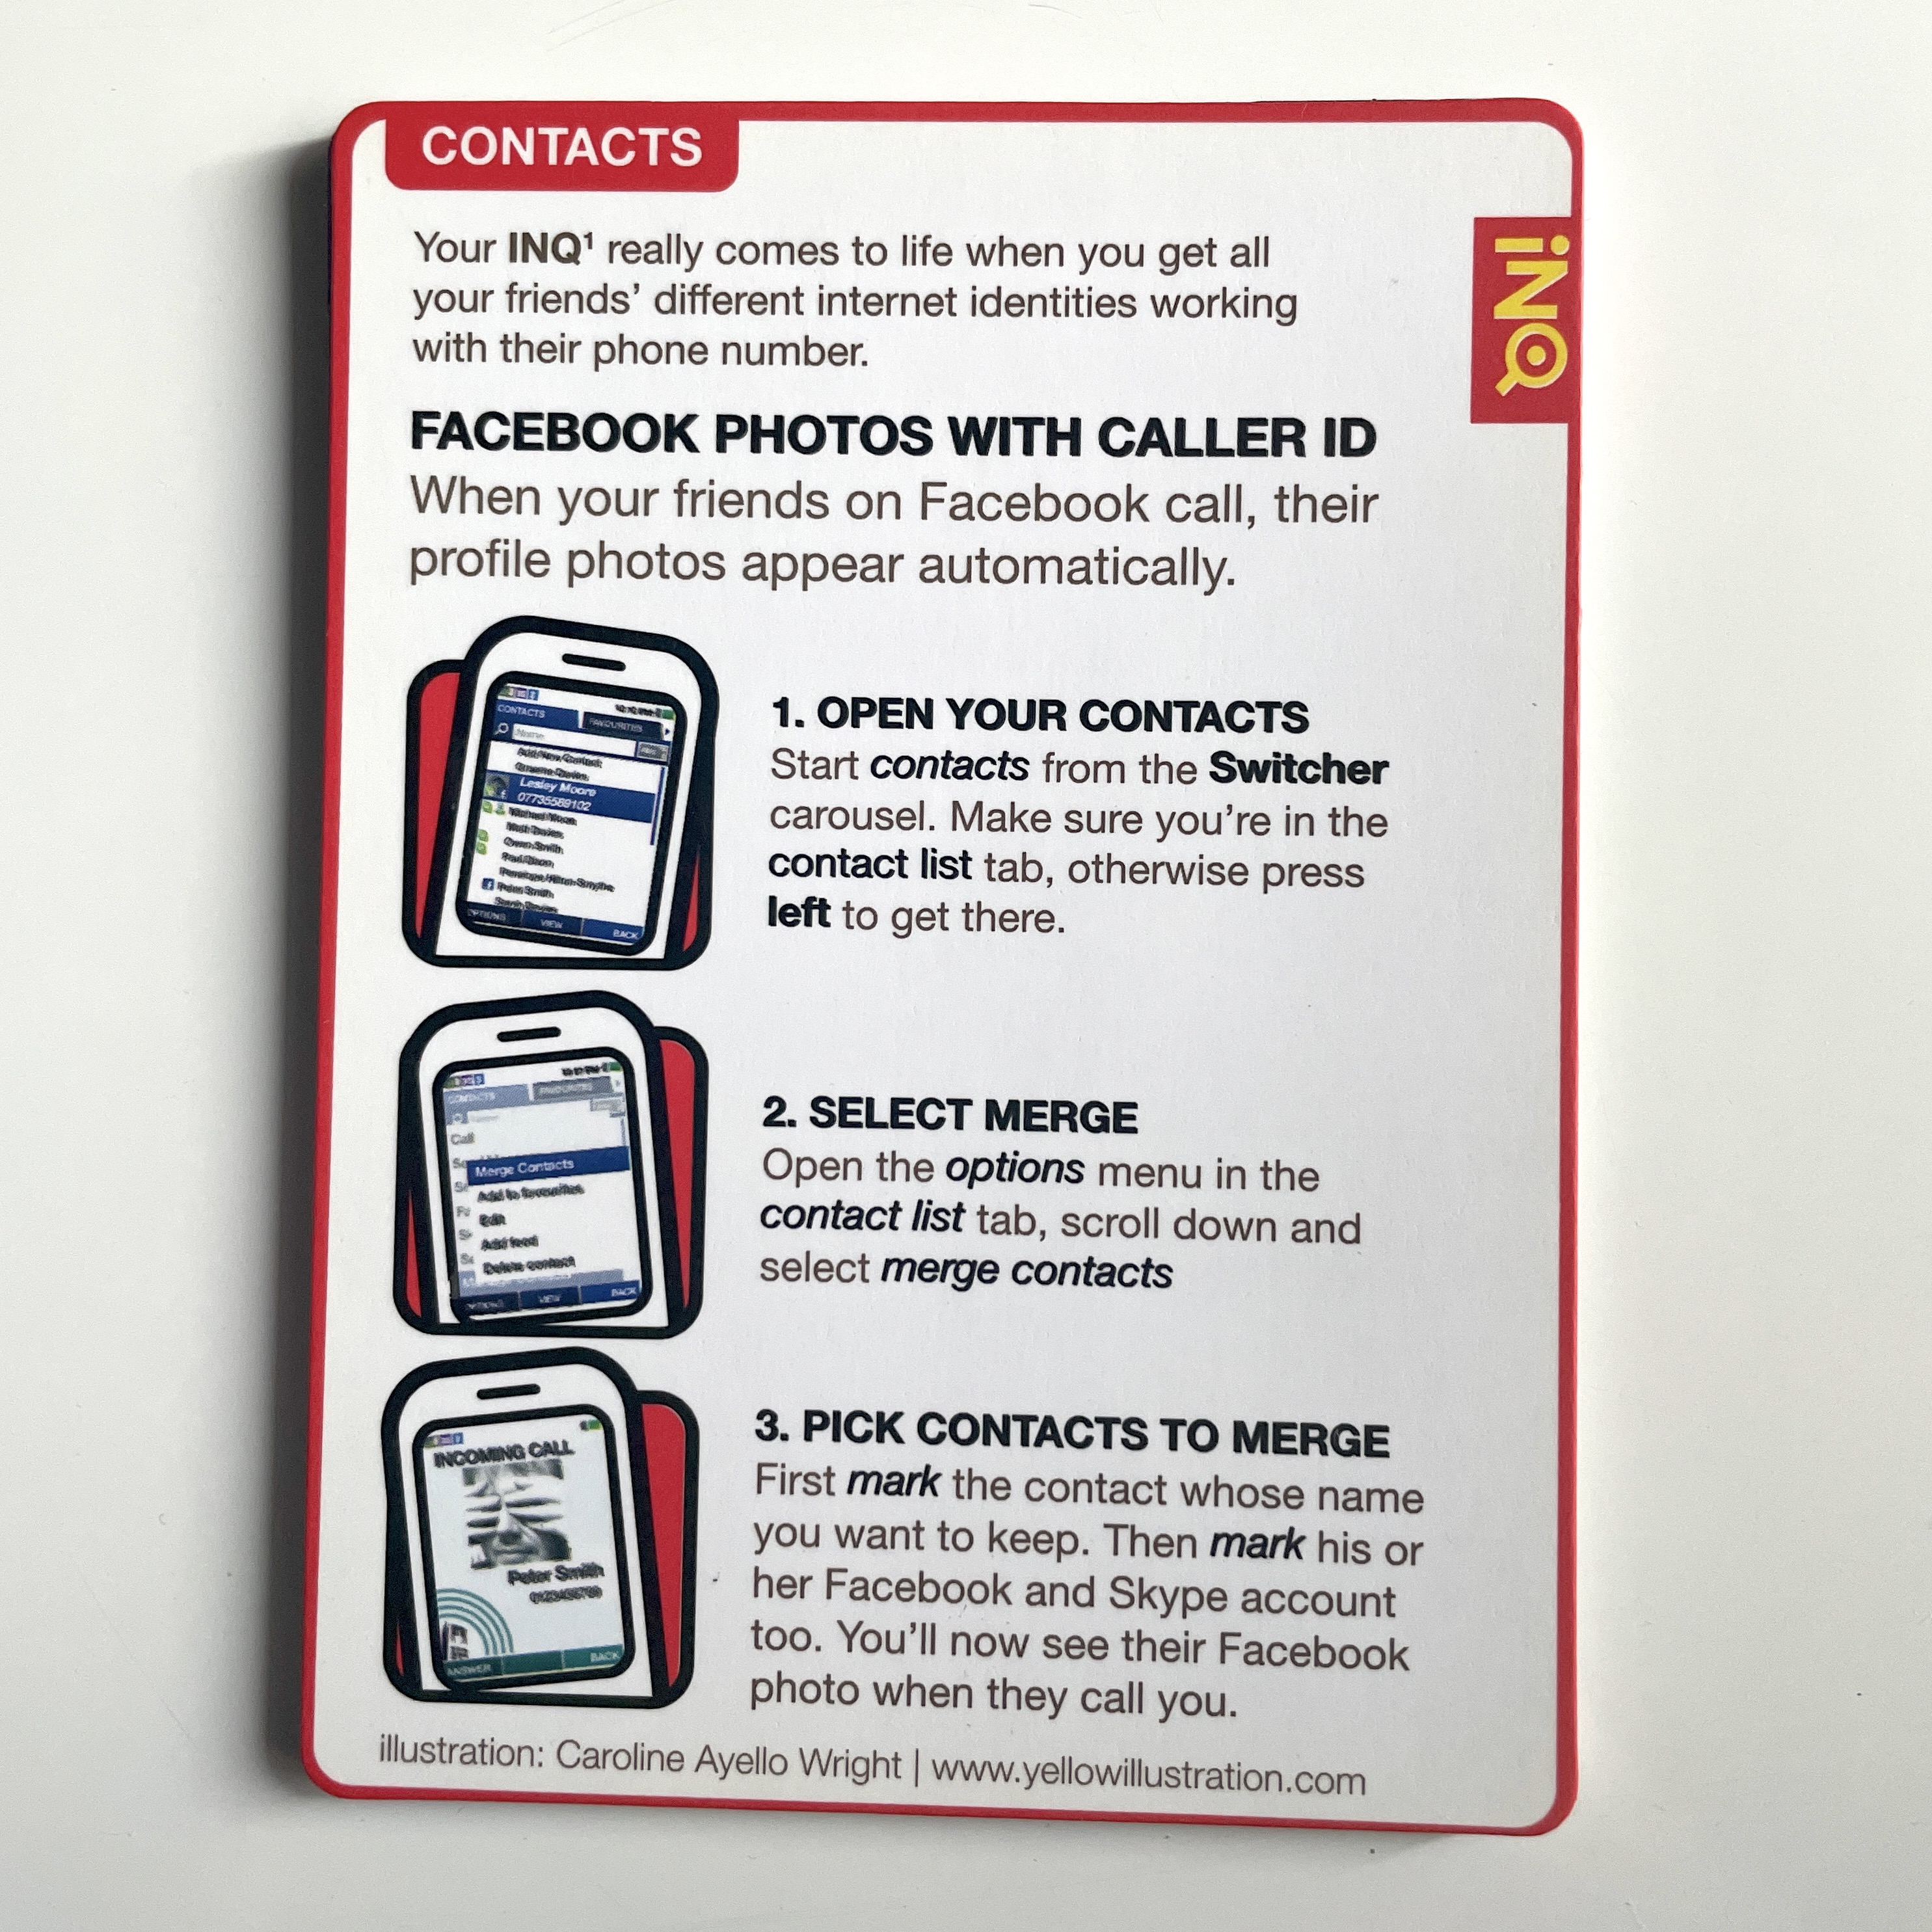 CONTACTS
iNQ
Your INQ¹ really comes to life when you get all
your friends’ different internet identities working
with their phone number.
FACEBOOK PHOTOS WITH CALLER ID
When your friends on Facebook call, their
profile photos appear automatically.
CONTACTS FAVOURITES
Name
Add New Contact
Graeme Davies
Lesley Moore
07735589102
Michael Moore
Matt Davies
Owen Smith
Paul Dixon
Peter Smith
Sarah Davies
OPTIONS VIEW BACK
1. OPEN YOUR CONTACTS
Start contacts from the Switcher
carousel. Make sure you’re in the
contact list tab, otherwise press
left to get there.
CONTACTS FAVOURITES
Name
Call
Merge Contacts
Add to favourites
Edit
Add feed
Delete contact
OPTIONS VIEW BACK
2. SELECT MERGE
Open the options menu in the
contact list tab, scroll down and
select merge contacts
INCOMING CALL
Peter Smith
0123456789
ANSWER BACK
3. PICK CONTACTS TO MERGE
First mark the contact whose name
you want to keep. Then mark his or
her Facebook and Skype account
too. You’ll now see their Facebook
photo when they call you.
illustration: Caroline Ayello Wright | www.yellowillustration.com